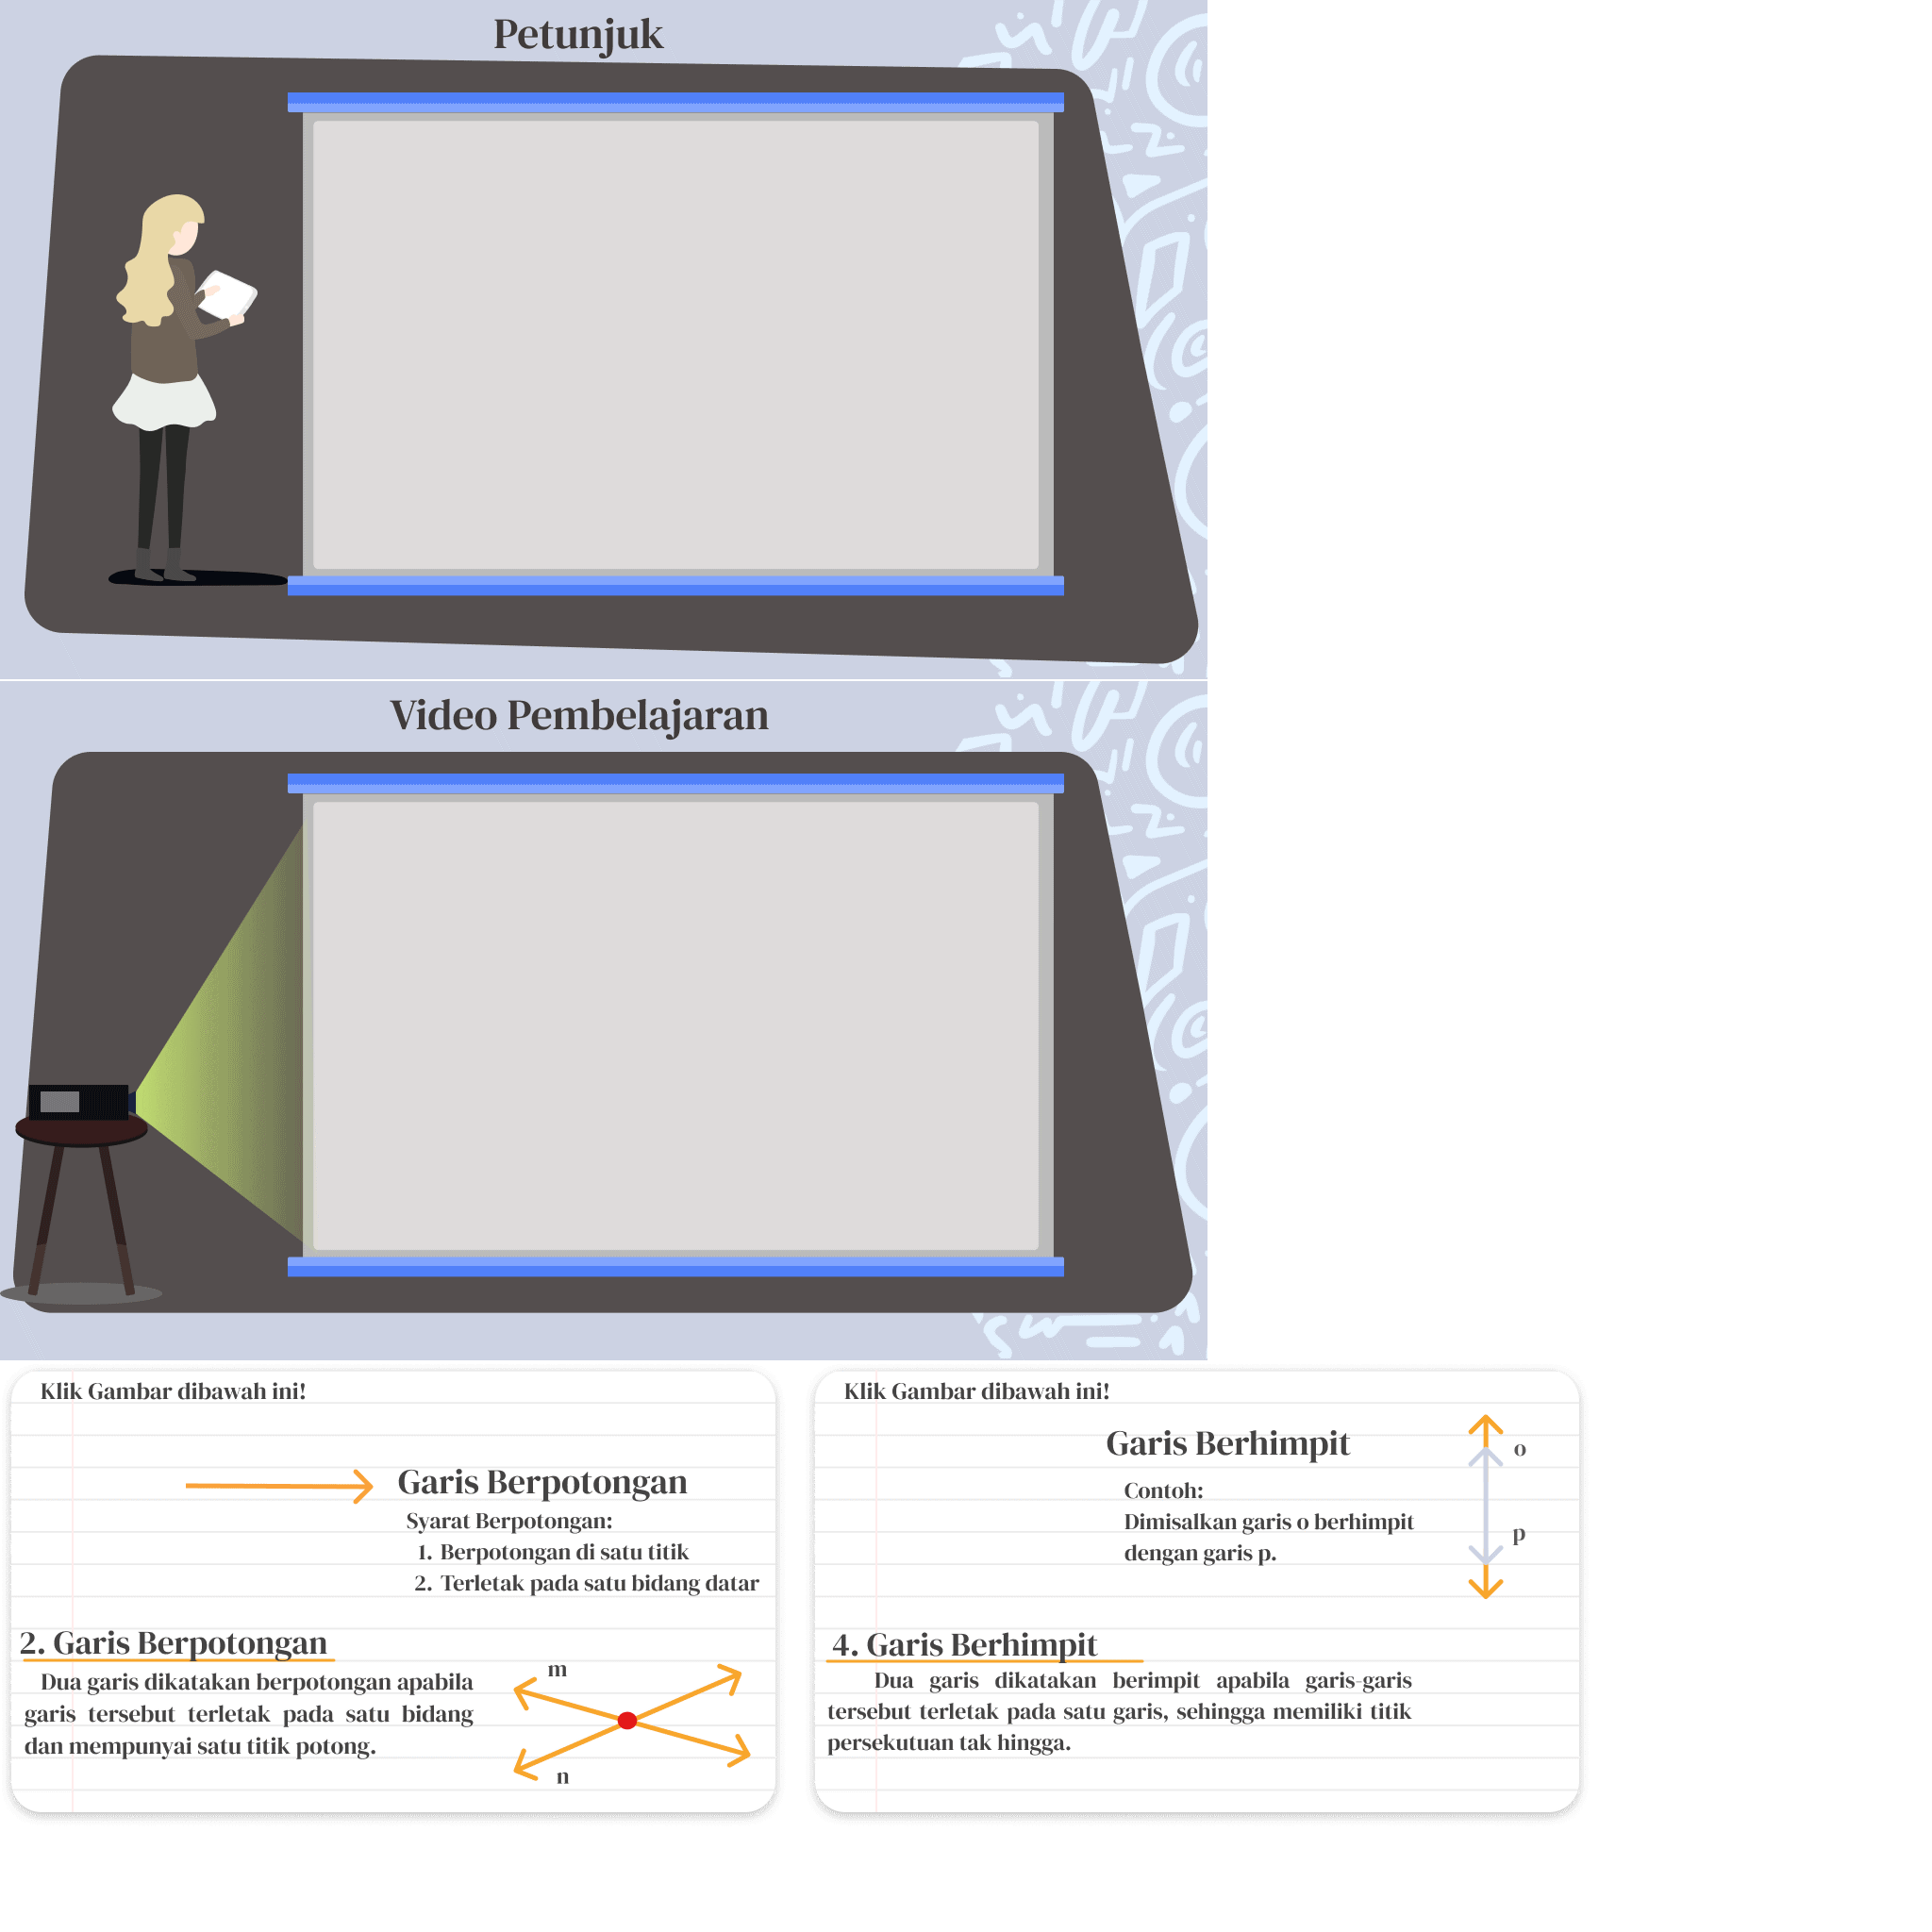 Petunjuk
Video Pembelajaran
Klik Gambar dibawah ini!
Garis Berpotongan
Syarat Berpotongan:
1. Berpotongan di satu titik
2. Terletak pada satu bidang datar
2. Garis Berpotongan
Dua garis dikatakan berpotongan apabila
garis tersebut terletak pada satu bidang
dan mempunyai satu titik potong.
m
n
Klik Gambar dibawah ini!
Garis Berhimpit
Contoh:
Dimisalkan garis o berhimpit
dengan garis p.
o
p
4. Garis Berhimpit
Dua garis dikatakan berimpit apabila garis-garis
tersebut terletak pada satu garis, sehingga memiliki titik
persekutuan tak hingga.